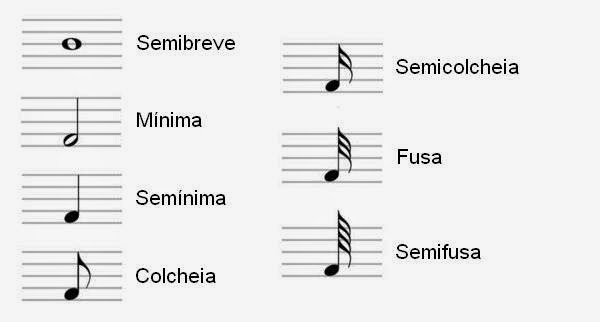 Semibreve
Mínima
Semínima
Colcheia
Semicolcheia
Fusa
Semifusa